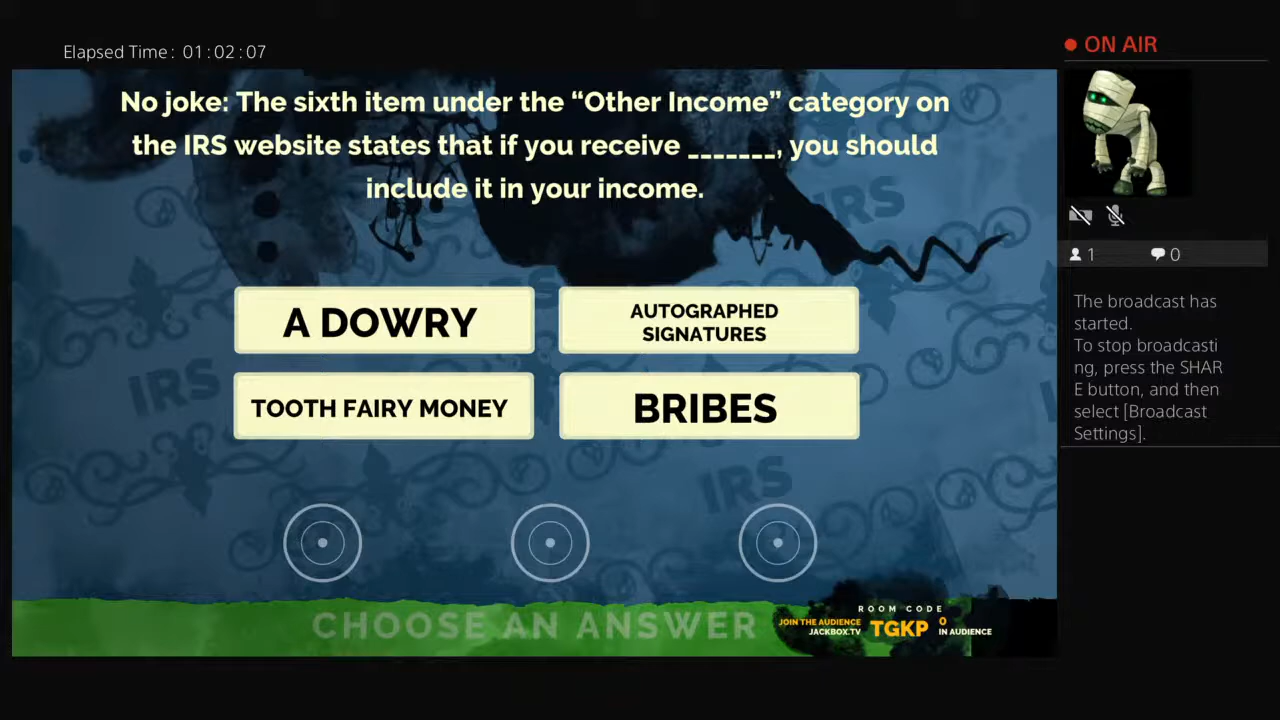 Elapsed Time: 01:02:07
ON AIR
No joke: The sixth item under the “Other Income” category on
the IRS website states that if you receive _______, you should
include it in your income.
IRS
A DOWRY
AUTOGRAPHED
SIGNATURES
IRS
TOOTH FAIRY MONEY
BRIBES
IRS
CHOOSE AN ANSWER
ROOM CODE
JOIN THE AUDIENCE
JACKBOX.TV
TGKP
0
IN AUDIENCE
1
0
The broadcast has
started.
To stop broadcasti
ng, press the SHAR
E button, and then
select [Broadcast
Settings].